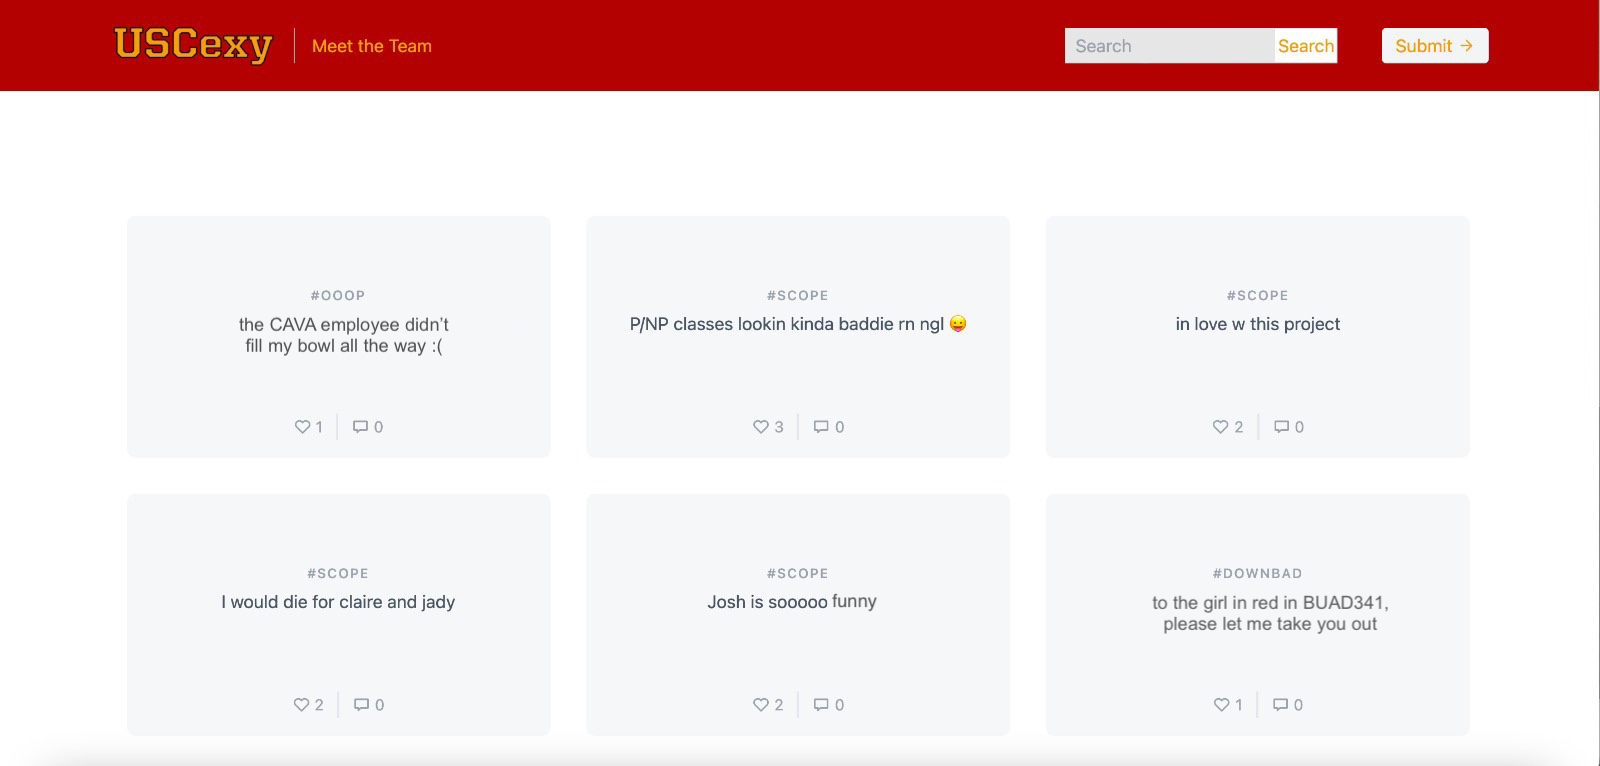 USCexy
Meet the Team
Search
Search
Submit →
#OOOP
the CAVA employee didn't
fill my bowl all the way :(
1
0
#SCOPE
P/NP classes lookin kinda baddie rn ngl 😛
3
0
#SCOPE
in love w this project
2
0
#SCOPE
I would die for claire and jady
2
0
#SCOPE
Josh is sooooo funny
2
0
#DOWNBAD
to the girl in red in BUAD341,
please let me take you out
1
0